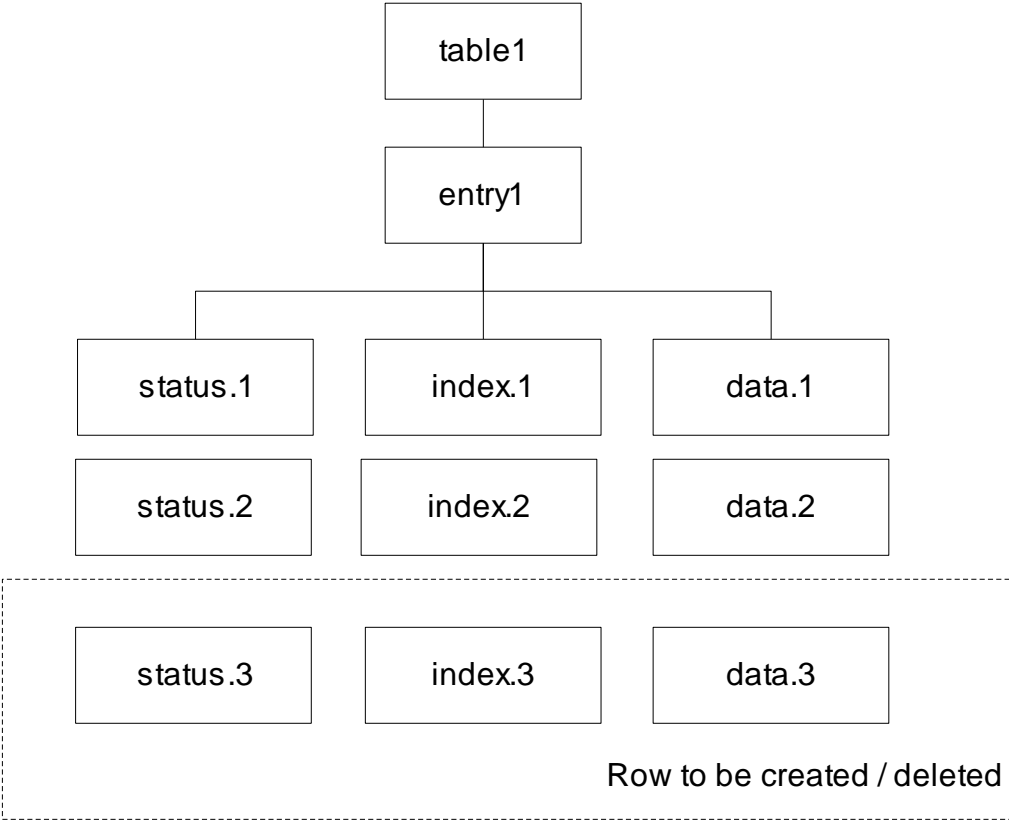 table1
entry1
status.1
index.1
data.1
status.2
index.2
data.2
status.3
index.3
data.3
Row to be created / deleted